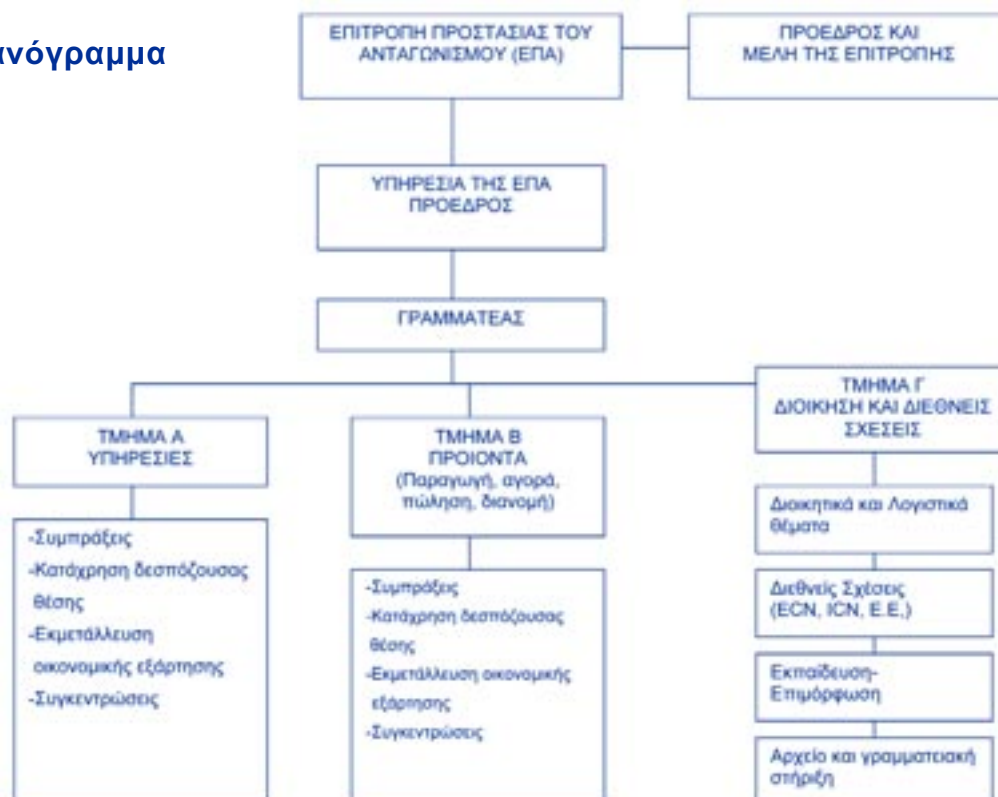 ανόγραμμα
ΕΠΙΤΡΟΠΗ ΠΡΟΣΤΑΣΙΑΣ ΤΟΥ
ΑΝΤΑΓΩΝΙΣΜΟΥ (ΕΠΑ)
ΠΡΟΕΔΡΟΣ ΚΑΙ
ΜΕΛΗ ΤΗΣ ΕΠΙΤΡΟΠΗΣ
ΥΠΗΡΕΣΙΑ ΤΗΣ ΕΠΑ
ΠΡΟΕΔΡΟΣ
ΓΡΑΜΜΑΤΕΑΣ
ΤΜΗΜΑ Α
ΥΠΗΡΕΣΙΕΣ
-Συμπράξεις
-Κατάχρηση δεσπόζουσας
θέσης
-Εκμετάλλευση
οικονομικής εξάρτησης
-Συγκεντρώσεις
ΤΜΗΜΑ Β
ΠΡΟΙΟΝΤΑ
(Παραγωγή, αγορά,
πώληση, διανομή)
-Συμπράξεις
-Κατάχρηση δεσπόζουσας
θέσης
-Εκμετάλλευση οικονομικής
εξάρτησης
-Συγκεντρώσεις
ΤΜΗΜΑ Γ
ΔΙΟΙΚΗΣΗ ΚΑΙ ΔΙΕΘΝΕΙΣ
ΣΧΕΣΕΙΣ
Διοικητικά και Λογιστικά
θέματα
Διεθνείς Σχέσεις
(ECN, ICN, Ε.Ε,)
Εκπαίδευση-
Επιμόρφωση
Αρχείο και γραμματειακή
στήριξη